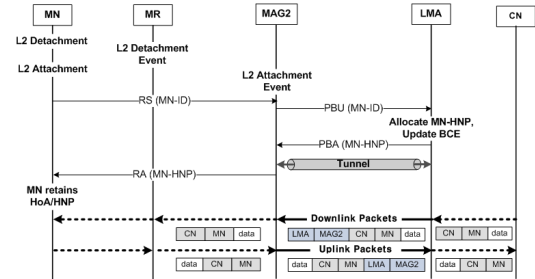 MN MR MAG2 LMA CN
L2 Detachment
L2 Attachment
L2 Detachment
Event
L2 Attachment
Event
RS (MN-ID)
PBU (MN-ID)
Allocate MN-HNP,
Update BCE
PBA (MN-HNP)
Tunnel
RA (MN-HNP)
MN retains
HoA/HNP
Downlink Packets
CN MN data LMA MAG2 CN MN data CN MN data
Uplink Packets
data CN MN data CN MN LMA MAG2 data CN MN